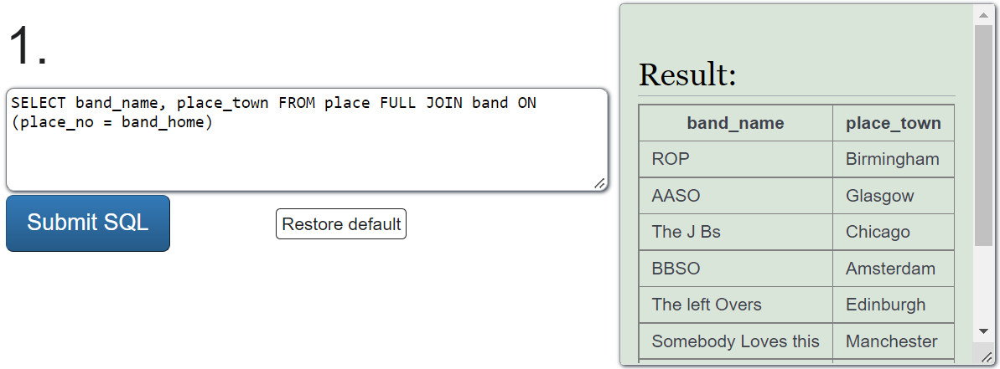 1.
SELECT band_name, place_town FROM place FULL JOIN band ON
(place_no = band_home)
Submit SQL
Restore default
Result:
band_name place_town
ROP Birmingham
AASO Glasgow
The J Bs Chicago
BBSO Amsterdam
The left Overs Edinburgh
Somebody Loves this Manchester